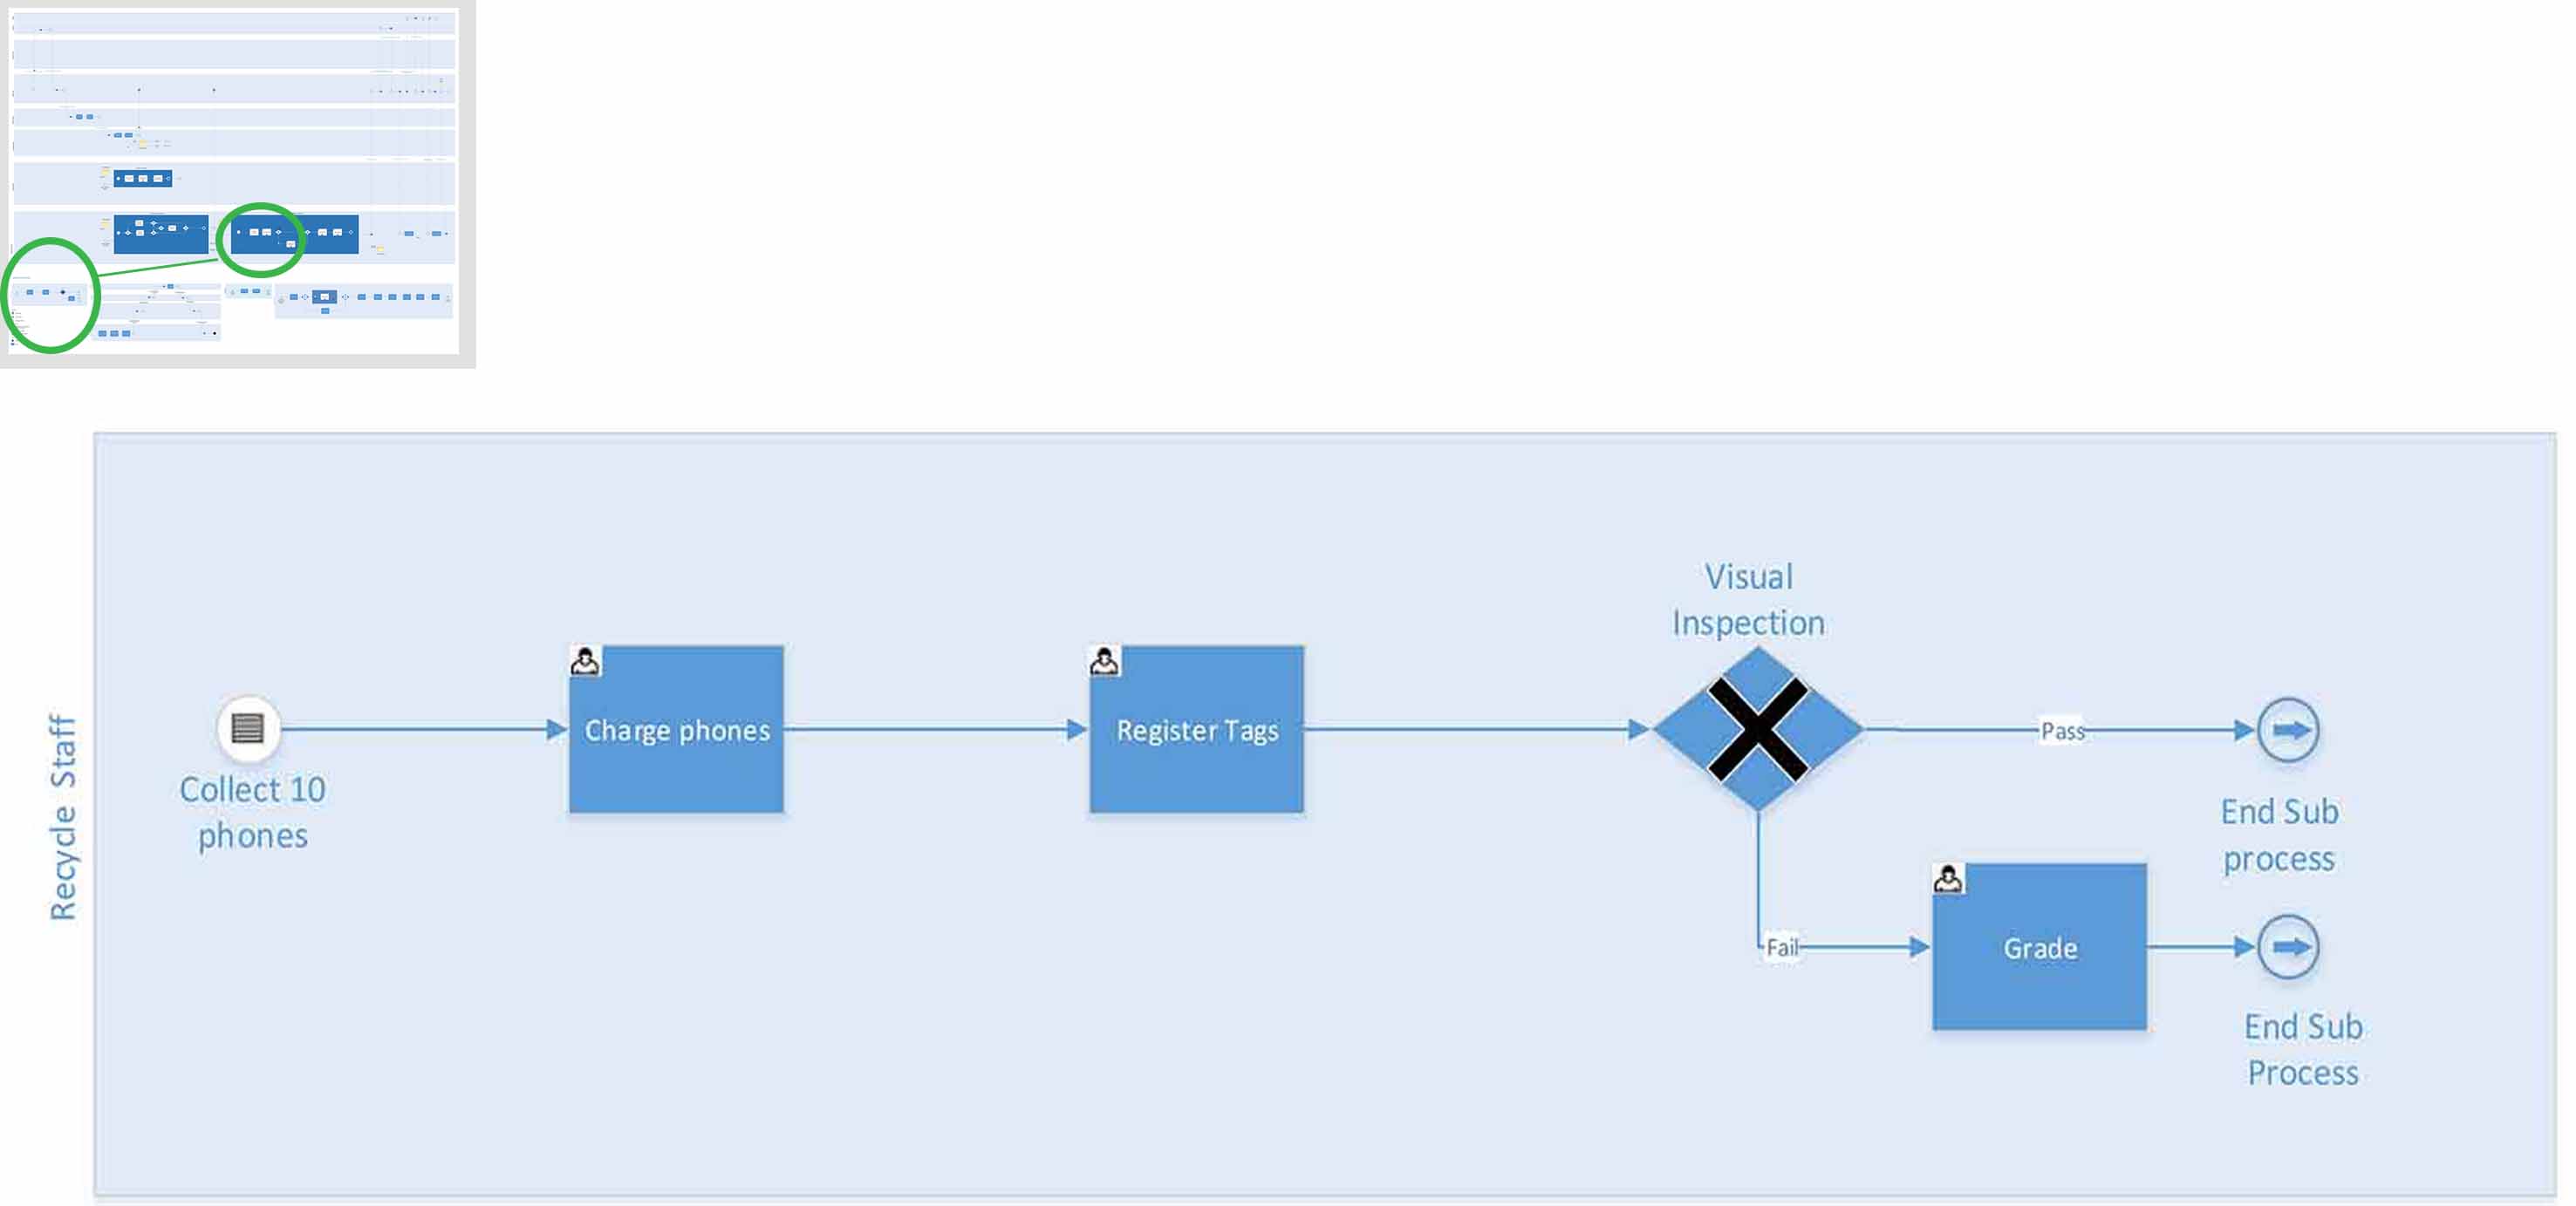 Visual
Inspection
Recycle Staff
Collect 10
phones
Charge phones
Register Tags
Pass
End Sub
process
Fail
Grade
End Sub
Process